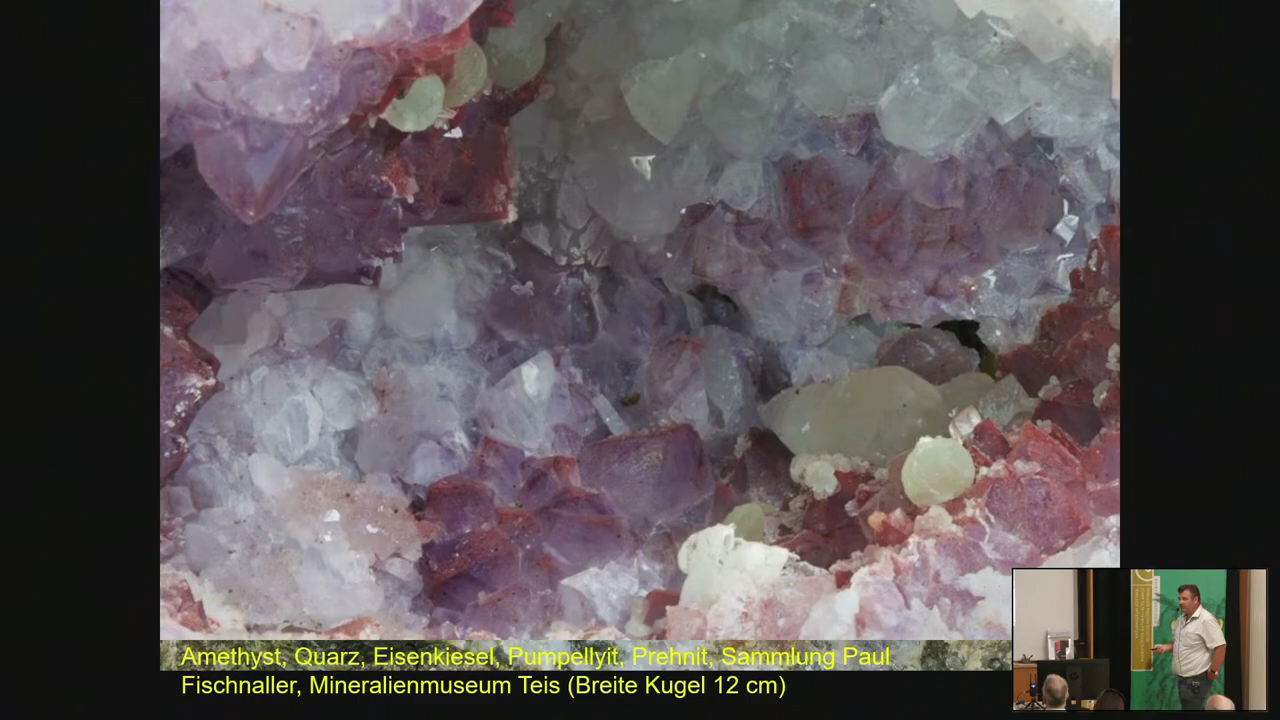 Amethyst, Quarz, Eisenkiesel, Pumpellyit, Prehnit, Sammlung Paul
Fischnaller, Mineralienmuseum Teis (Breite Kugel 12 cm)